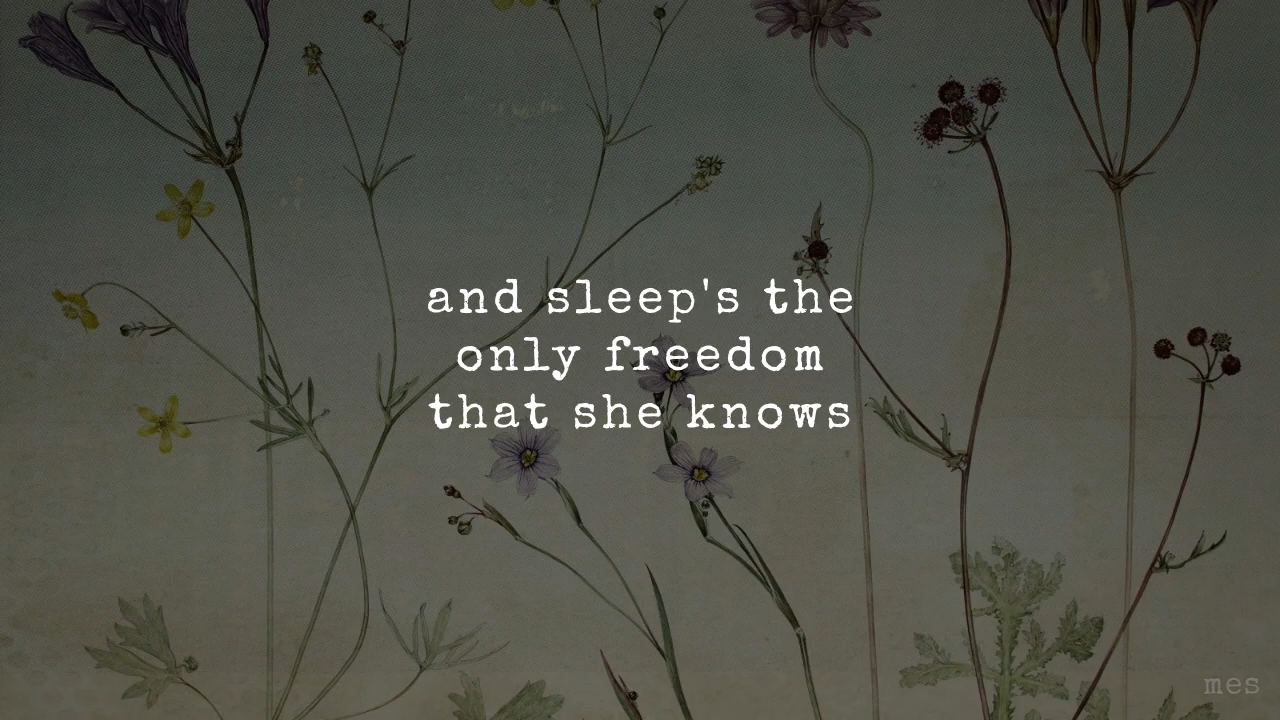 and sleep's the
only freedom
that she knows
mes